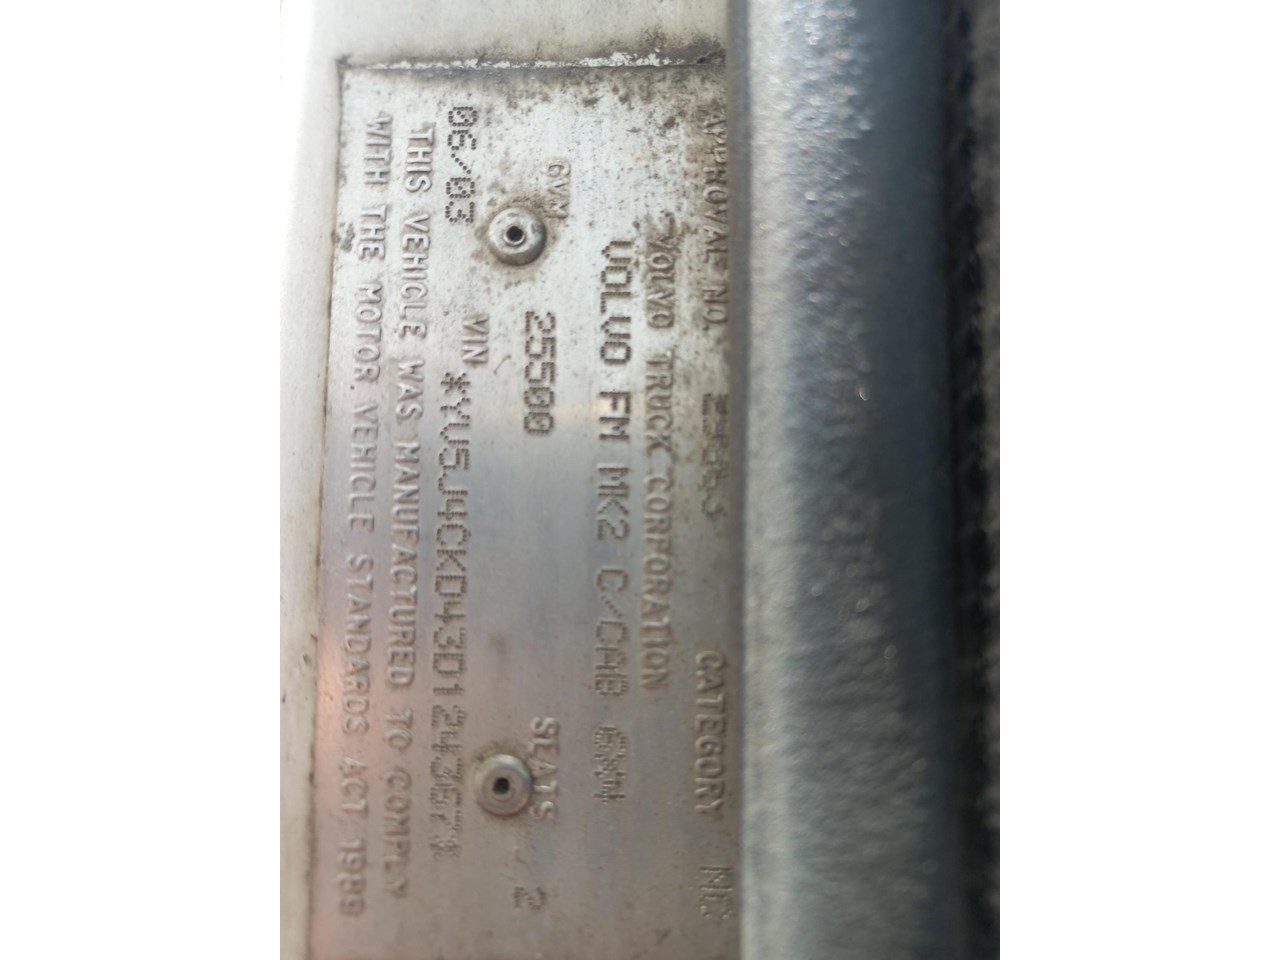 APPROVAL NO. CATEGORY
VOLVO TRUCK CORPORATION
VOLVO FM MK2 C/CAB 6X4
GVM 25500 SEATS 2
06/03 VIN
THIS VEHICLE WAS MANUFACTURED TO COMPLY
WITH THE MOTOR VEHICLE STANDARDS ACT 1989